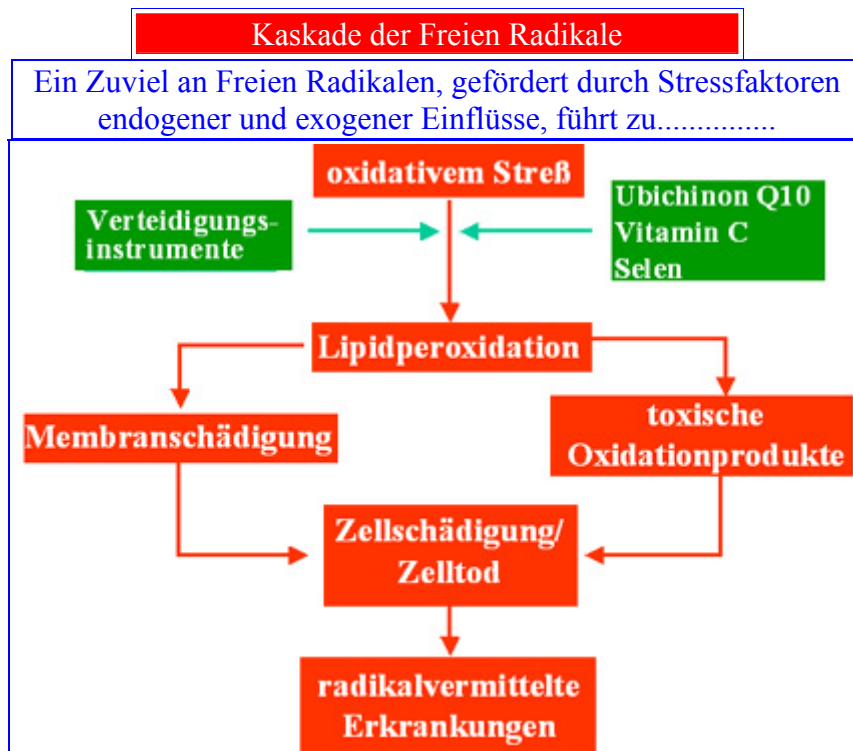 Kaskade der Freien Radikale
Ein Zuviel an Freien Radikalen, gefördert durch Stressfaktoren
endogener und exogener Einflüsse, führt zu...............
oxidativem Streß
Verteidigungs-
instrumente
Ubichinon Q10
Vitamin C
Selen
Lipidperoxidation
Membranschädigung
toxische
Oxidationprodukte
Zellschädigung/
Zelltod
radikalvermittelte
Erkrankungen